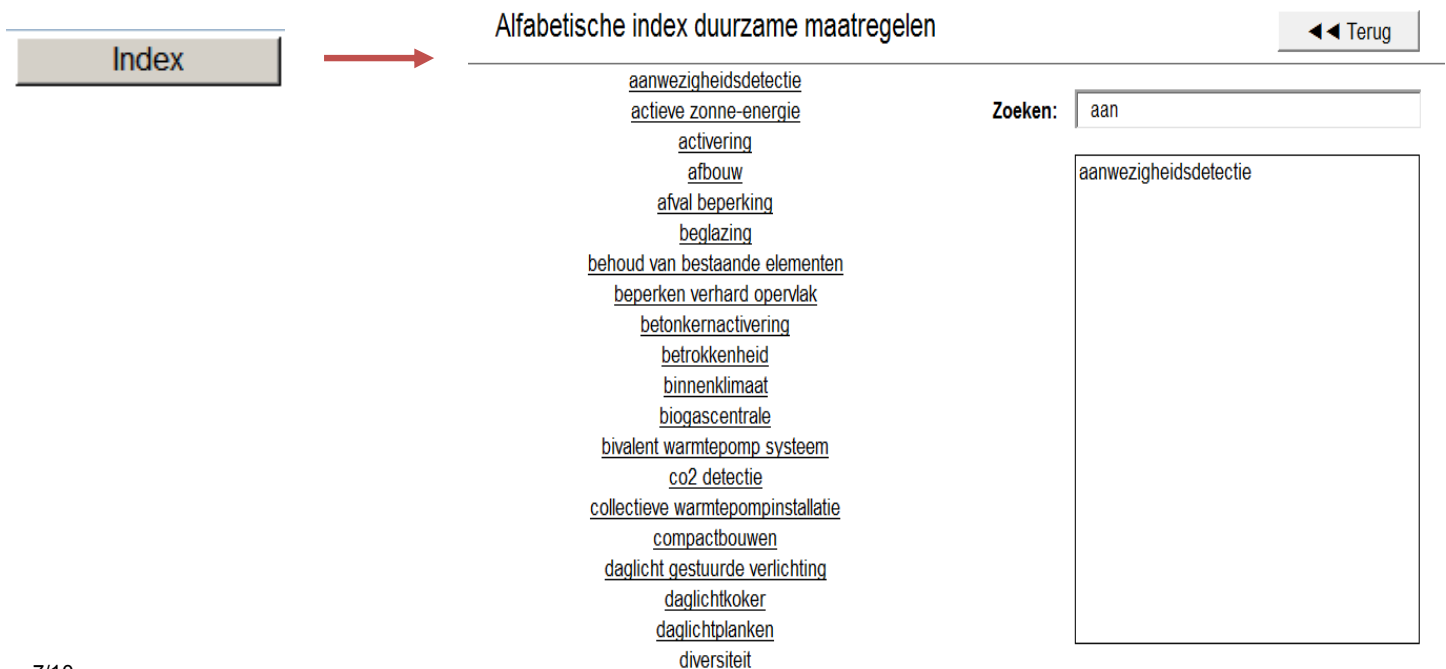 Index
Alfabetische index duurzame maatregelen
◄◄ Terug
aanwezigheidsdetectie
actieve zonne-energie
activering
afbouw
afval beperking
beglazing
behoud van bestaande elementen
beperken verhard opervlak
betonkernactivering
betrokkenheid
binnenklimaat
biogascentrale
bivalent warmtepomp systeem
co2 detectie
collectieve warmtepompinstallatie
compactbouwen
daglicht gestuurde verlichting
daglichtkoker
daglichtplanken
diversiteit
Zoeken: aan
aanwezigheidsdetectie